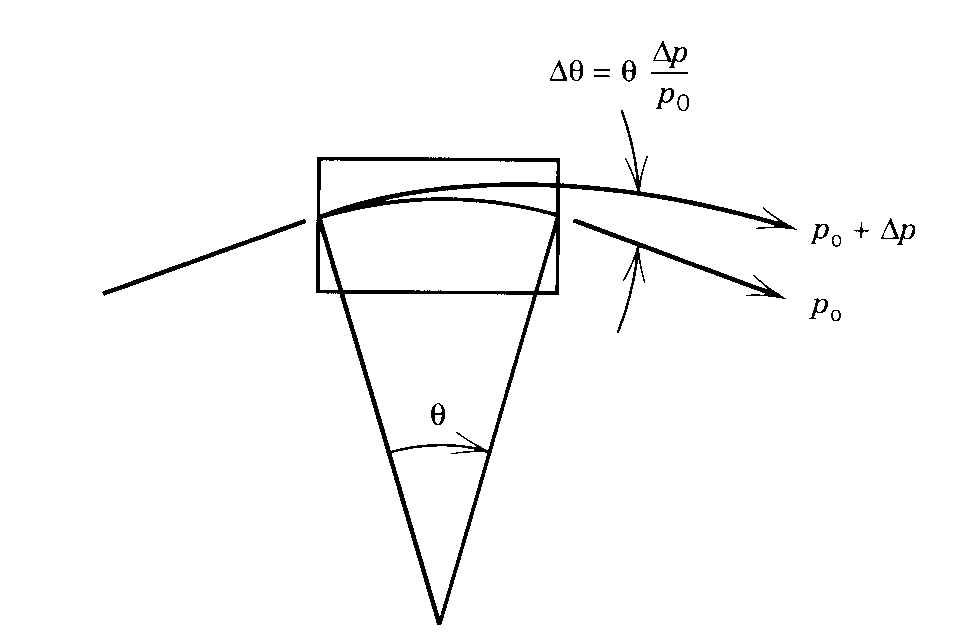 Δθ = θ Δp/p₀
p₀ + Δp
p₀
θ